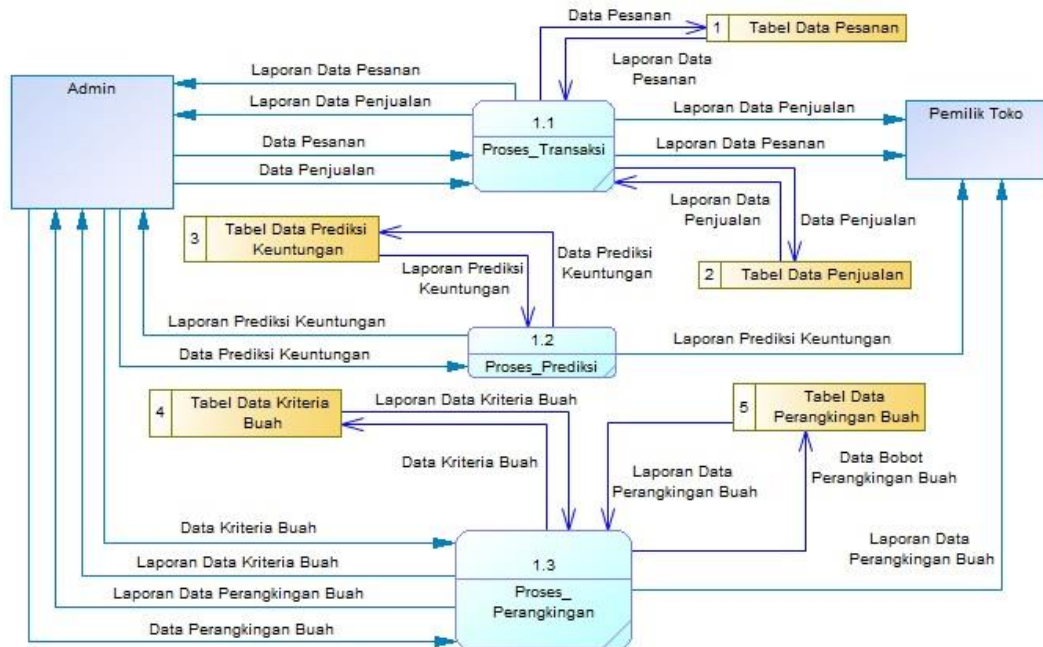 Data Pesanan
1 Tabel Data Pesanan
Laporan Data
Pesanan
Admin
Laporan Data Pesanan
Laporan Data Penjualan
Data Pesanan
Data Penjualan
1.1
Proses_Transaksi
Laporan Data Penjualan
Laporan Data Pesanan
Pemilik Toko
Laporan Data
Penjualan
Data Penjualan
2 Tabel Data Penjualan
3 Tabel Data Prediksi
Keuntungan
Data Prediksi
Keuntungan
Laporan Prediksi
Keuntungan
Laporan Prediksi Keuntungan
Data Prediksi Keuntungan
1.2
Proses_Prediksi
Laporan Prediksi Keuntungan
4 Tabel Data Kriteria
Buah
Laporan Data Kriteria Buah
Data Kriteria Buah
5 Tabel Data
Perangkingan Buah
Laporan Data
Perangkingan Buah
Data Bobot
Perangkingan Buah
Data Kriteria Buah
Laporan Data Kriteria Buah
Laporan Data Perangkingan Buah
Data Perangkingan Buah
1.3
Proses_
Perangkingan
Laporan Data
Perangkingan Buah